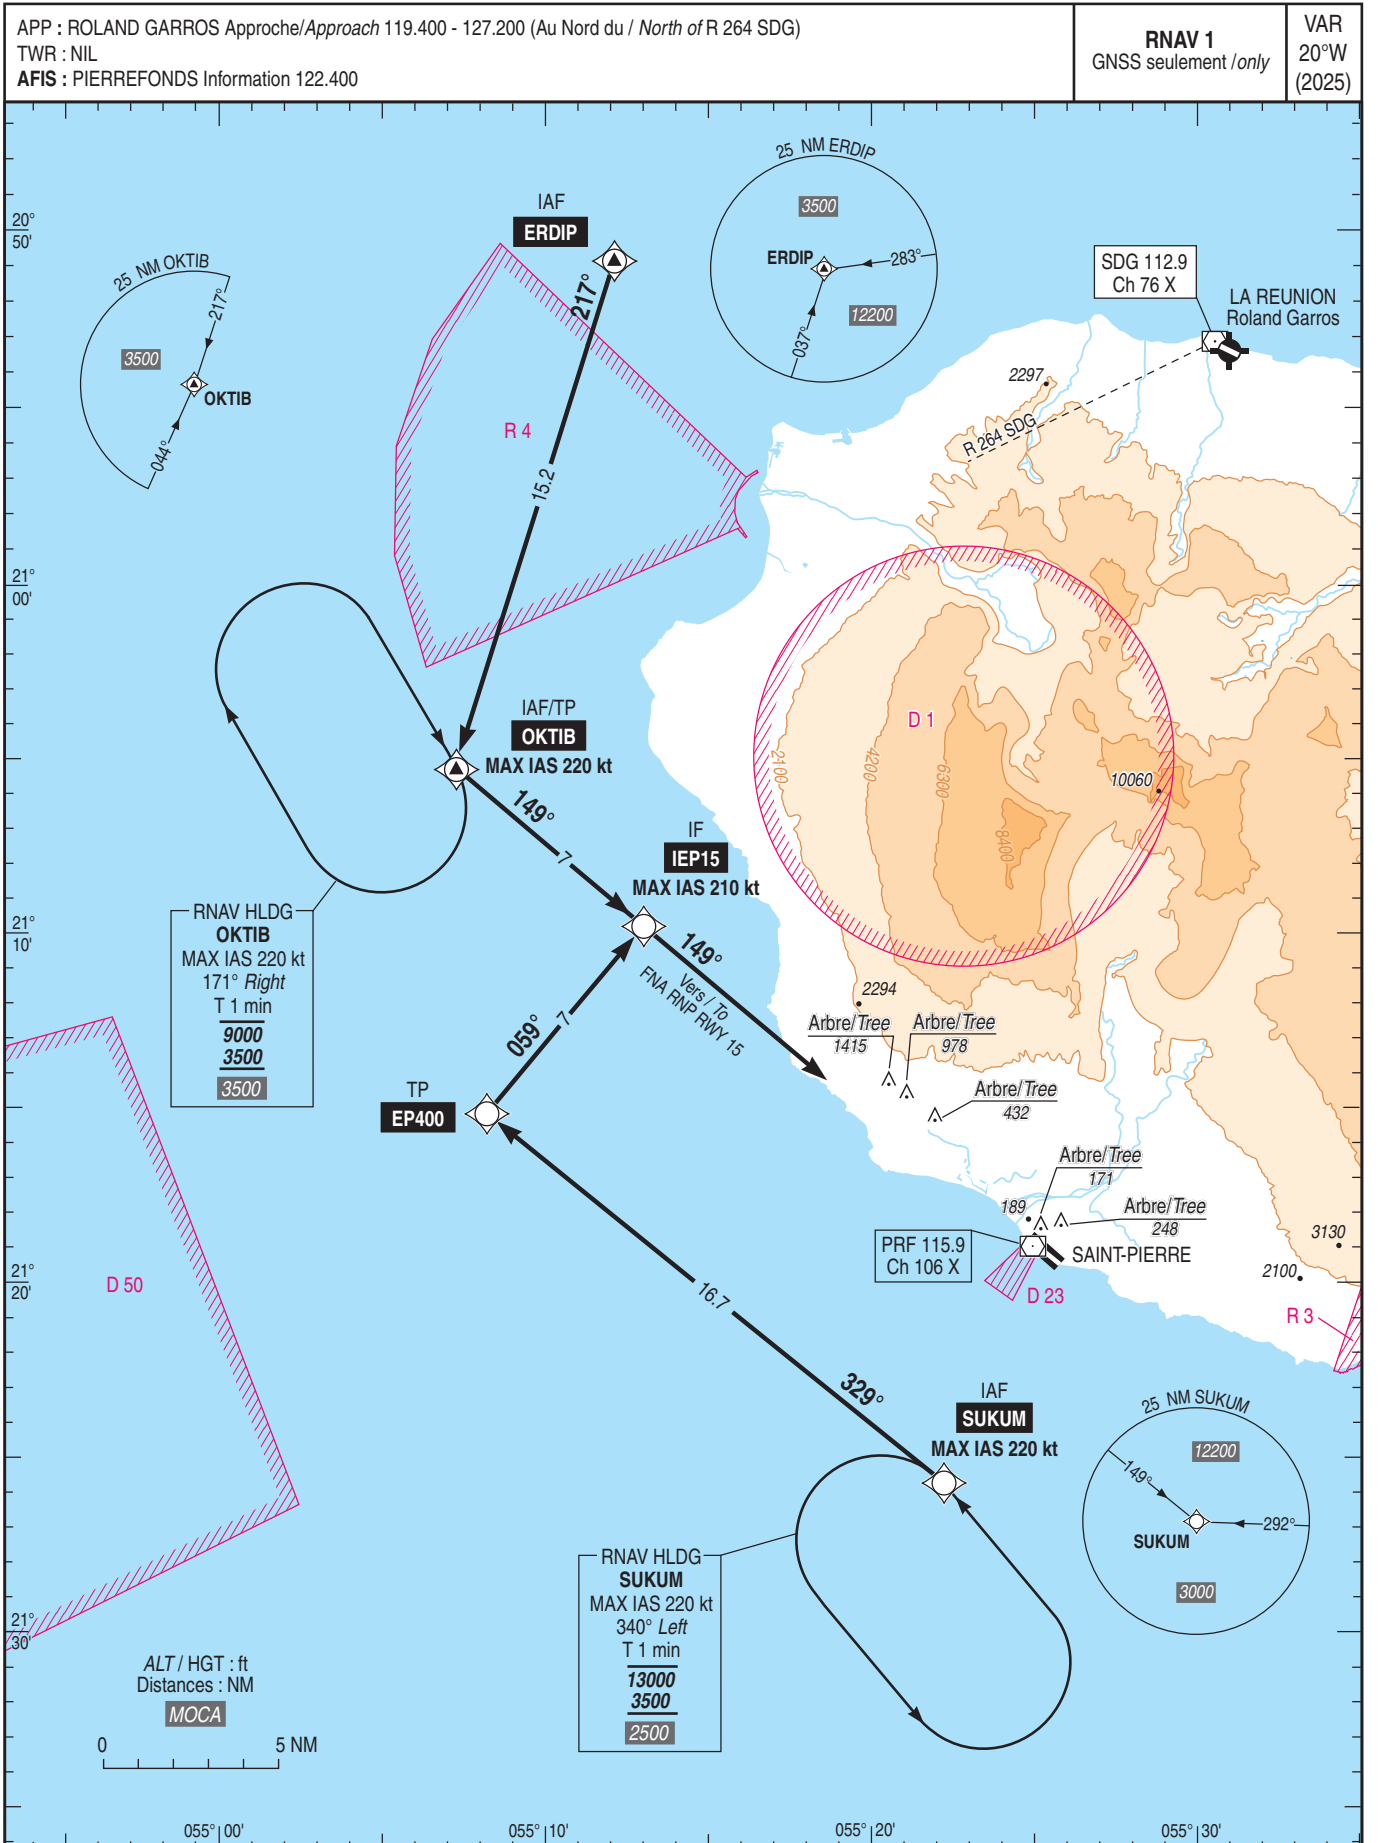 APP : ROLAND GARROS Approche/Approach 119.400 - 127.200 (Au Nord du / North of R 264 SDG)
TWR : NIL
AFIS : PIERREFONDS Information 122.400
RNAV 1
GNSS seulement /only
VAR
20°W
(2025)
25 NM ERDIP
3500
ERDIP
283°
12200
037°
IAF
ERDIP
217°
15.2
20°
50'
25 NM OKTIB
217°
3500
OKTIB
044°
SDG 112.9
Ch 76 X
LA REUNION
Roland Garros
2297
R 264 SDG
R 4
21°
00'
D 1
2100
4200
6300
8400
10060
IAF/TP
OKTIB
MAX IAS 220 kt
149°
7
IF
IEP15
MAX IAS 210 kt
149°
Vers / To
FNA RNP RWY 15
21°
10'
RNAV HLDG
OKTIB
MAX IAS 220 kt
171° Right
T 1 min
9000
3500
3500
059°
7
TP
EP400
2294
Arbre/Tree
1415
Arbre/Tree
978
Arbre/Tree
432
Arbre/Tree
171
189
Arbre/Tree
248
PRF 115.9
Ch 106 X
SAINT-PIERRE
3130
2100
D 23
R 3
D 50
21°
20'
16.7
329°
IAF
SUKUM
MAX IAS 220 kt
25 NM SUKUM
12200
149°
292°
SUKUM
3000
RNAV HLDG
SUKUM
MAX IAS 220 kt
340° Left
T 1 min
13000
3500
2500
21°
30'
ALT / HGT : ft
Distances : NM
MOCA
0 5 NM
055° 00'
055° 10'
055° 20'
055° 30'